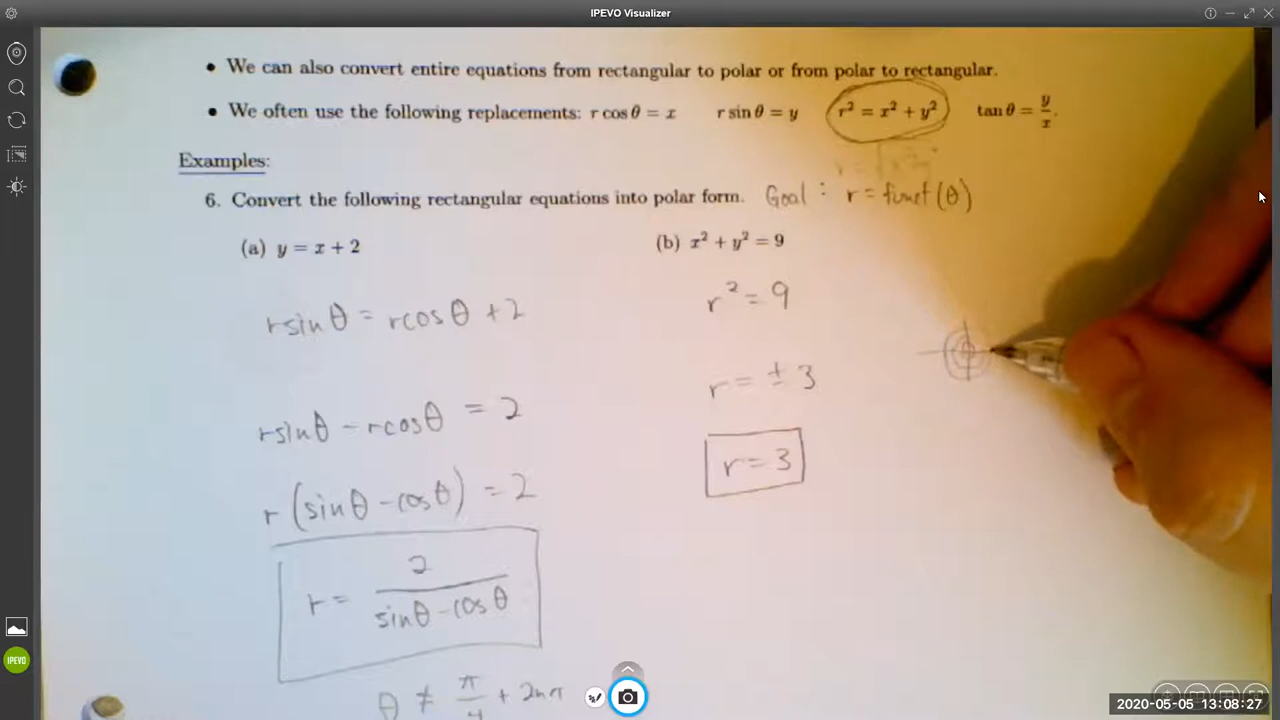 IPEVO Visualizer
• We can also convert entire equations from rectangular to polar or from polar to rectangular.
• We often use the following replacements: r cos θ = x r sin θ = y r² = x² + y² tan θ = y/x.
Examples:
6. Convert the following rectangular equations into polar form. Goal : r = funct(θ)
(a) y = x + 2 (b) x² + y² = 9
r sin θ = r cos θ + 2
r² = 9
r sin θ - r cos θ = 2
r = ± 3
r (sin θ - cos θ) = 2
r = 3
r = 2/(sin θ - cos θ)
θ ≠ π/4 + 2nπ
IPEVO
2020-05-05 13:08:27